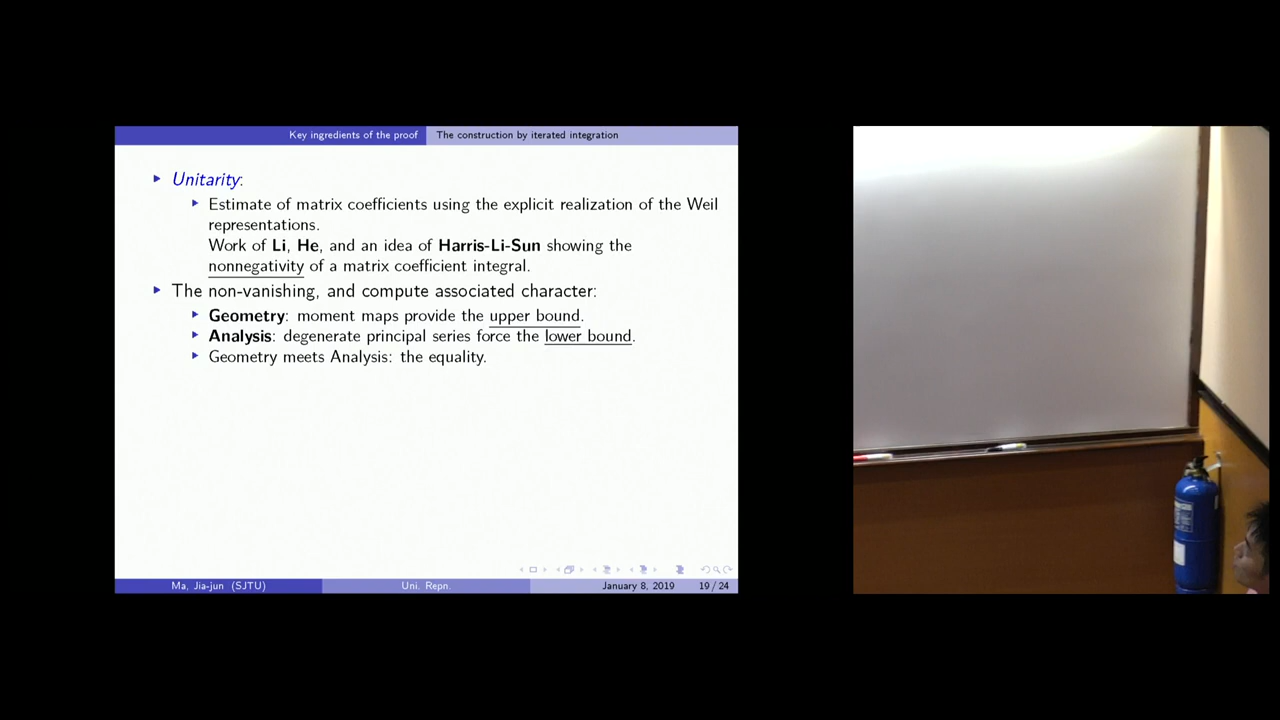 Key ingredients of the proof The construction by iterated integration
Unitarity:
Estimate of matrix coefficients using the explicit realization of the Weil
representations.
Work of Li, He, and an idea of Harris-Li-Sun showing the
nonnegativity of a matrix coefficient integral.
The non-vanishing, and compute associated character:
Geometry: moment maps provide the upper bound.
Analysis: degenerate principal series force the lower bound.
Geometry meets Analysis: the equality.
Ma, Jia-jun (SJTU) Uni. Repn. January 8, 2019 19 / 24